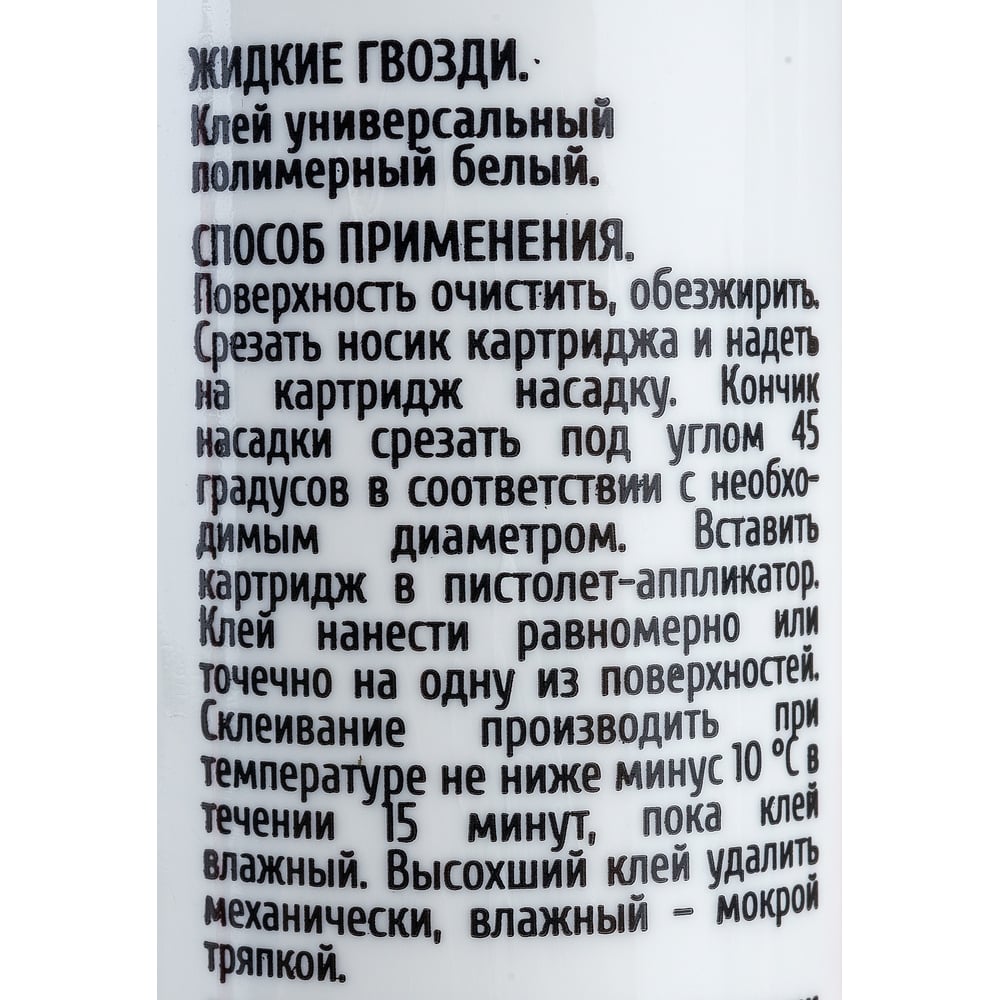 ЖИДКИЕ ГВОЗДИ.
Клей универсальный
полимерный белый.
СПОСОБ ПРИМЕНЕНИЯ.
Поверхность очистить, обезжирить.
Срезать носик картриджа и надеть
на картридж насадку. Кончик
насадки срезать под углом 45
градусов в соответствии с необхо-
димым диаметром. Вставить
картридж в пистолет-аппликатор.
Клей нанести равномерно или
точечно на одну из поверхностей.
Склеивание производить при
температуре не ниже минус 10 °С в
течении 15 минут, пока клей
влажный. Высохший клей удалить
механически, влажный – мокрой
тряпкой.